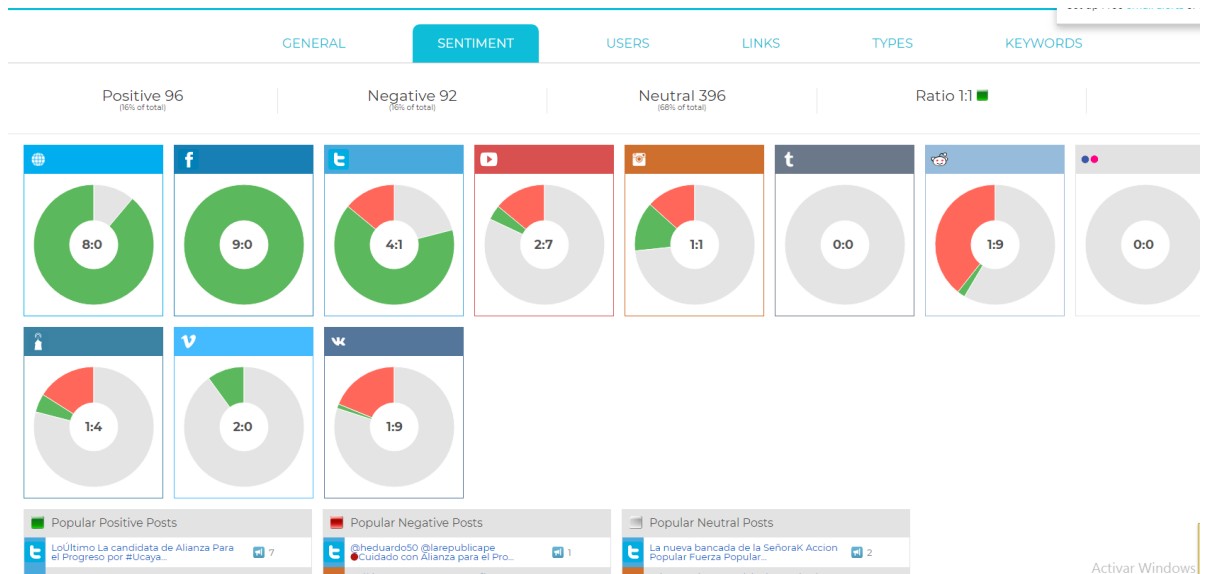 GENERAL
SENTIMENT
USERS
LINKS
TYPES
KEYWORDS
Positive 96
(16% of total)
Negative 92
(16% of total)
Neutral 396
(68% of total)
Ratio 1:1
8:0
9:0
4:1
2:7
1:1
0:0
1:9
0:0
1:4
2:0
1:9
Popular Positive Posts
LoÚltimo La candidata de Alianza Para
el Progreso por #Ucaya...
7
Popular Negative Posts
@heduardo50 @larepublicape
Cuidado con Alianza para el Pro...
1
Popular Neutral Posts
La nueva bancada de la SeñoraK Accion
Popular Fuerza Popular...
2
Activar Windows